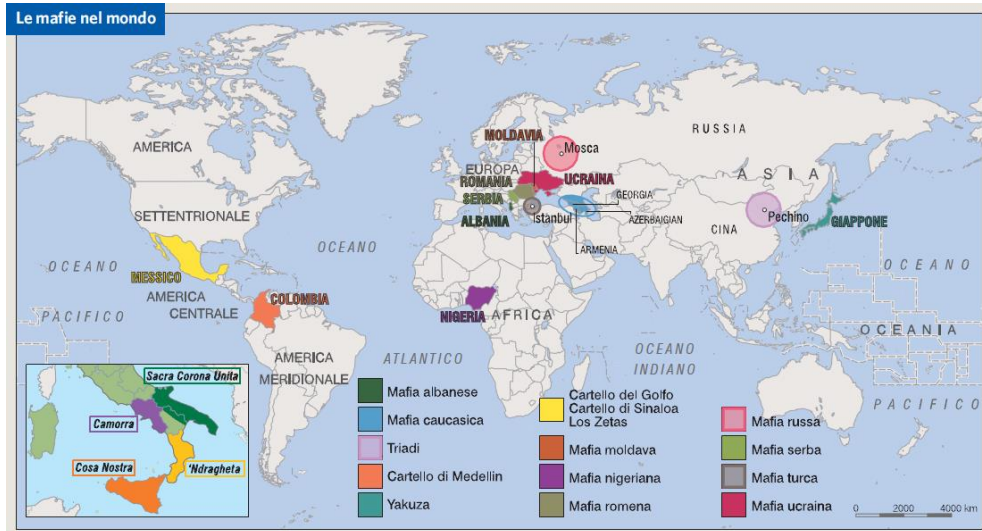 Le mafie nel mondo
AMERICA
SETTENTRIONALE
OCEANO
PACIFICO
MESSICO
AMERICA
CENTRALE
COLOMBIA
AMERICA
MERIDIONALE
OCEANO
ATLANTICO
MOLDAVIA
EUROPA
ROMANIA
SERBIA
ALBANIA
UCRAINA
Mosca
Istanbul
GEORGIA
AZERBAIGIAN
ARMENIA
RUSSIA
ASIA
CINA
Pechino
GIAPPONE
NIGERIA
AFRICA
OCEANO
INDIANO
OCEANO
OCEANIA
PACIFICO
Sacra Corona Unita
Camorra
Cosa Nostra
'Ndragheta
Mafia albanese
Mafia caucasica
Triadi
Cartello di Medellin
Yakuza
Cartello del Golfo
Cartello di Sinaloa
Los Zetas
Mafia moldava
Mafia nigeriana
Mafia romena
Mafia russa
Mafia serba
Mafia turca
Mafia ucraina
0 2000 4000 km